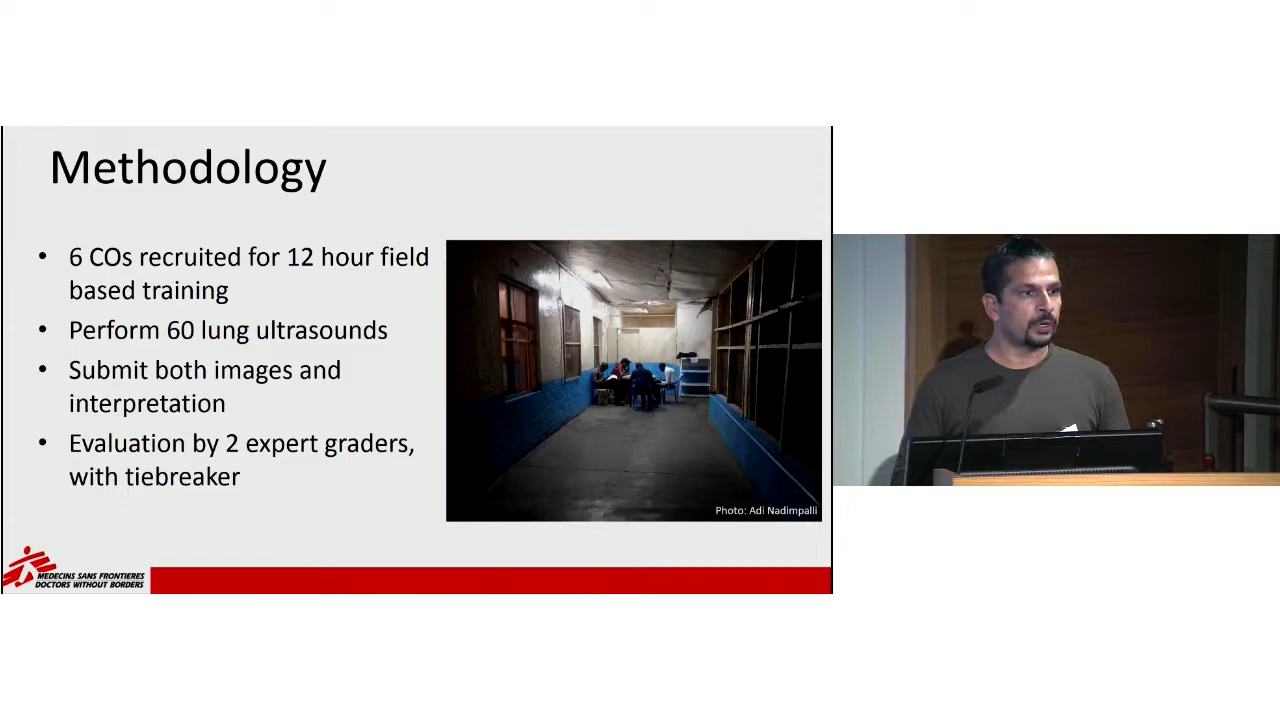 Methodology
• 6 COs recruited for 12 hour field
based training
• Perform 60 lung ultrasounds
• Submit both images and
interpretation
• Evaluation by 2 expert graders,
with tiebreaker
Photo: Adi Nadimpalli
MEDECINS SANS FRONTIERES
DOCTORS WITHOUT BORDERS